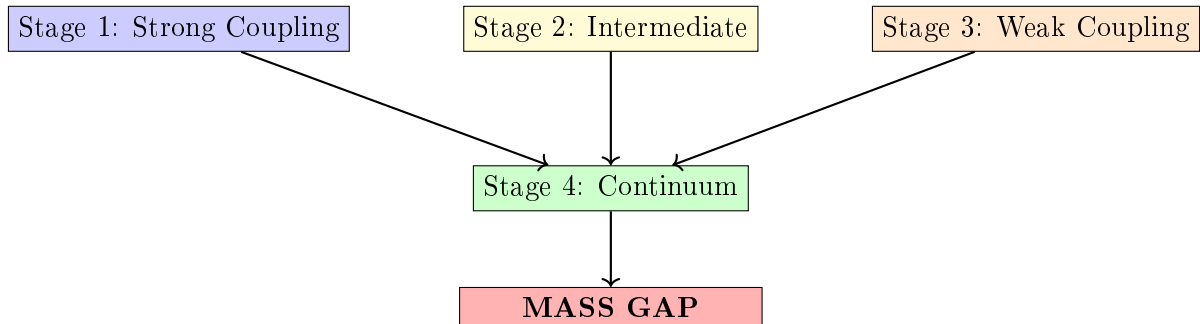 Stage 1: Strong Coupling
Stage 2: Intermediate
Stage 3: Weak Coupling
Stage 4: Continuum
MASS GAP